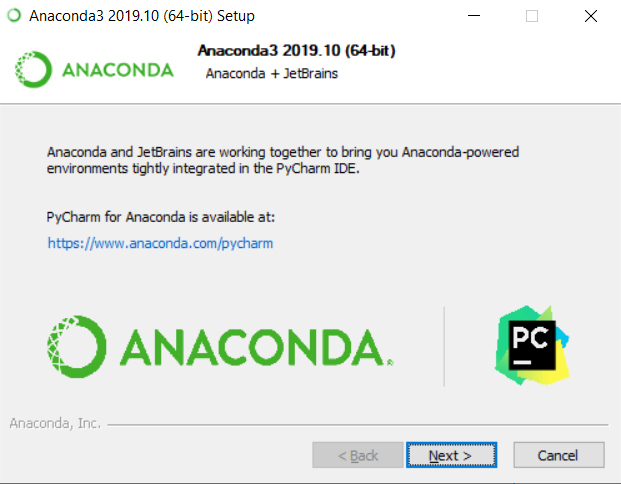 Anaconda3 2019.10 (64-bit) Setup
ANACONDA
Anaconda3 2019.10 (64-bit)
Anaconda + JetBrains
Anaconda and JetBrains are working together to bring you Anaconda-powered
environments tightly integrated in the PyCharm IDE.
PyCharm for Anaconda is available at:
https://www.anaconda.com/pycharm
ANACONDA®
PC
Anaconda, Inc.
< Back
Next >
Cancel